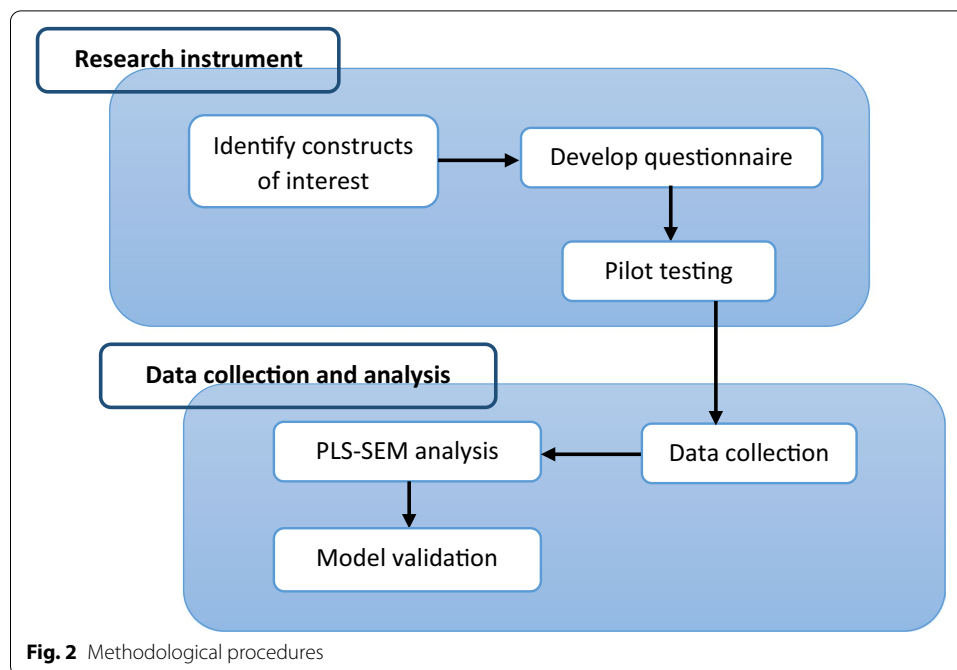 Research instrument
Identify constructs
of interest
Develop questionnaire
Pilot testing
Data collection and analysis
PLS-SEM analysis
Data collection
Model validation
Fig. 2 Methodological procedures